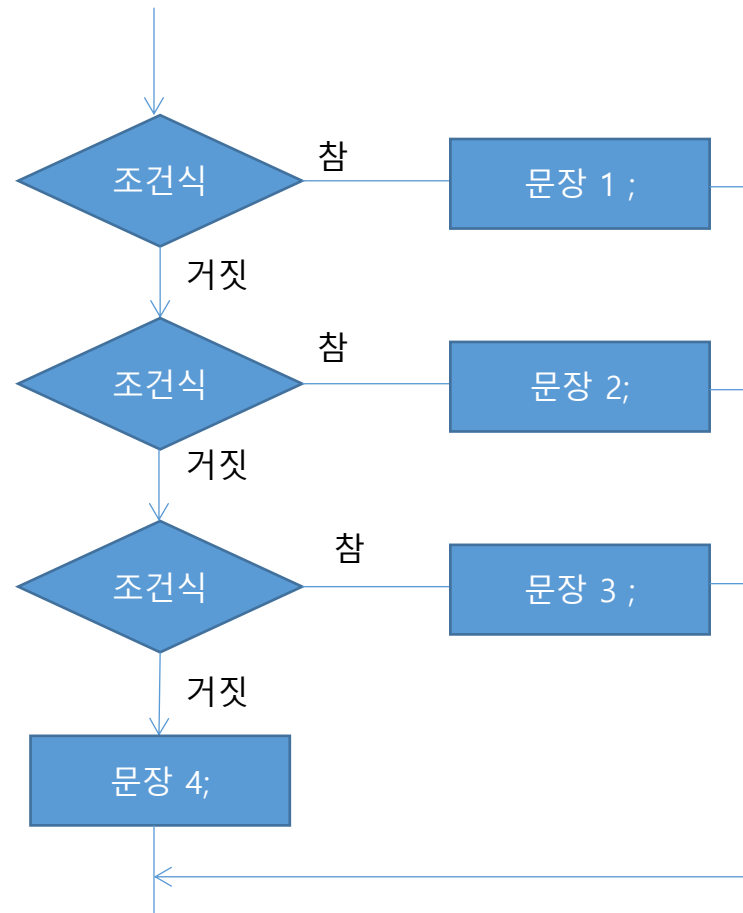 참
조건식
문장 1 ;
거짓
참
조건식
문장 2;
거짓
참
조건식
문장 3 ;
거짓
문장 4;